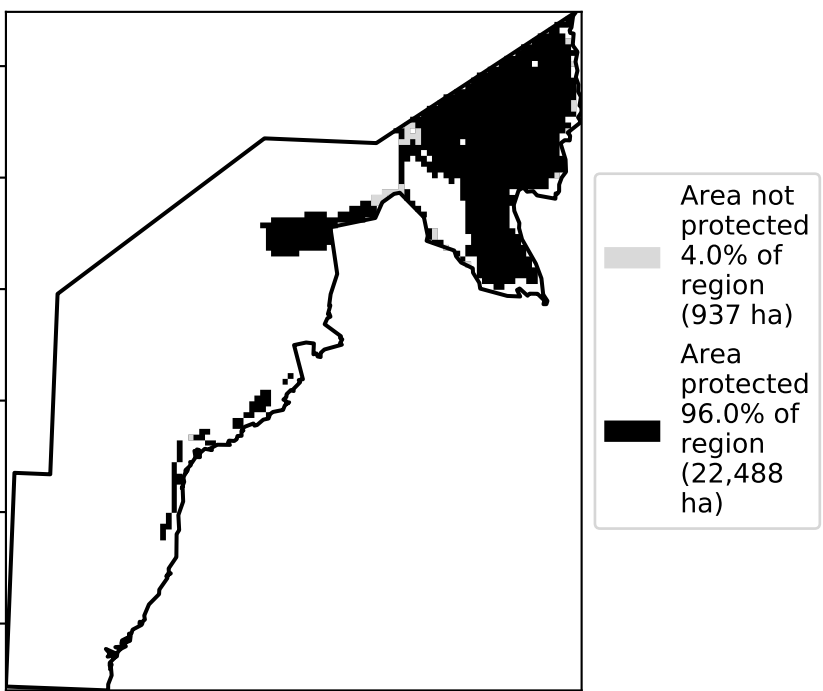 Area not
protected
4.0% of
region
(937 ha)
Area
protected
96.0% of
region
(22,488
ha)